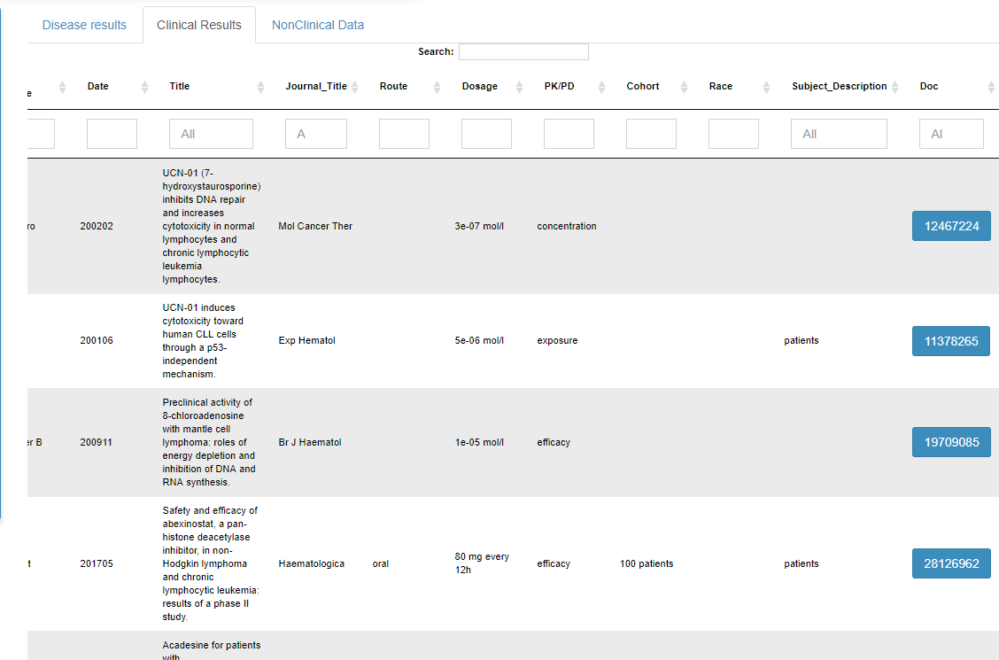 Disease results Clinical Results NonClinical Data
Search:
e Date Title Journal_Title Route Dosage PK/PD Cohort Race Subject_Description Doc
All A All Al
UCN-01 (7-
hydroxystaurosporine)
inhibits DNA repair
and increases
ro 200202 cytotoxicity in normal Mol Cancer Ther 3e-07 mol/l concentration 12467224
lymphocytes and
chronic lymphocytic
leukemia
lymphocytes.
UCN-01 induces
cytotoxicity toward
human CLL cells
200106 through a p53- Exp Hematol 5e-06 mol/l exposure patients 11378265
independent
mechanism.
Preclinical activity of
8-chloroadenosine
with mantle cell
er B 200911 lymphoma: roles of Br J Haematol 1e-05 mol/l efficacy 19709085
energy depletion and
inhibition of DNA and
RNA synthesis.
Safety and efficacy of
abexinostat, a pan-
histone deacetylase
inhibitor, in non-
t 201705 Hodgkin lymphoma Haematologica oral 80 mg every 12h efficacy 100 patients patients 28126962
and chronic
lymphocytic leukemia:
results of a phase II
study.
Acadesine for patients
with